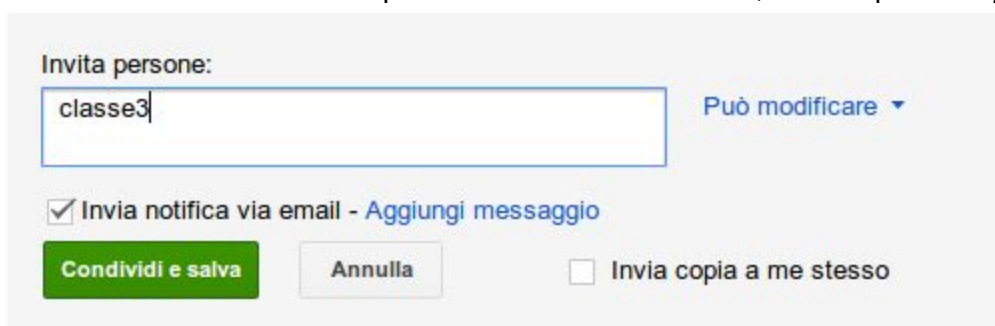 Invita persone:
classe3
Può modificare
Invia notifica via email - Aggiungi messaggio
Condividi e salva Annulla Invia copia a me stesso